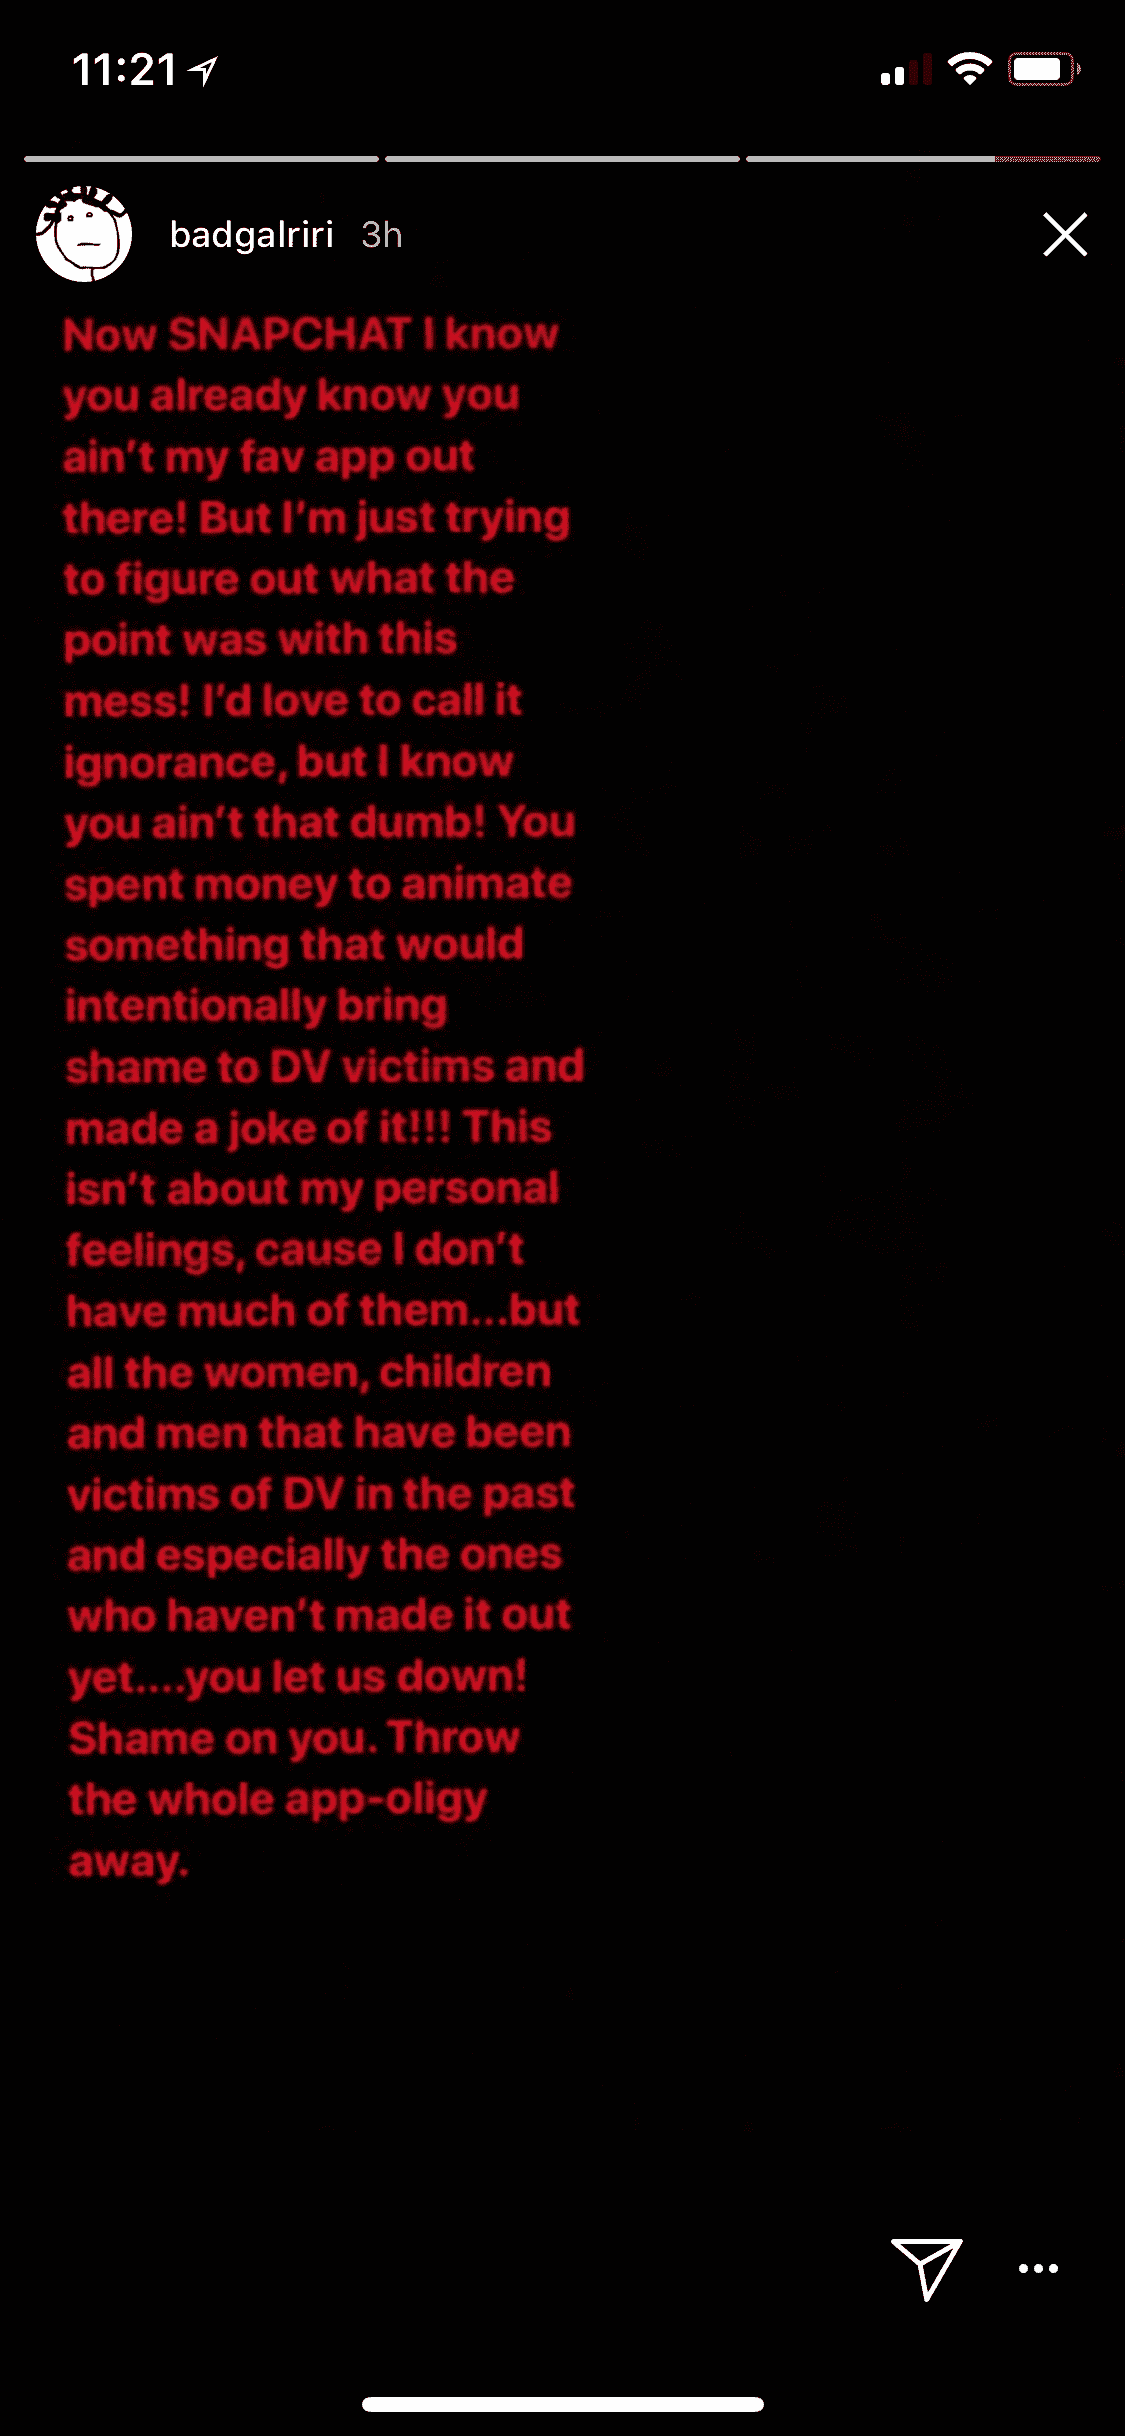 11:21
badgalriri 3h
Now SNAPCHAT I know
you already know you
ain’t my fav app out
there! But I’m just trying
to figure out what the
point was with this
mess! I’d love to call it
ignorance, but I know
you ain’t that dumb! You
spent money to animate
something that would
intentionally bring
shame to DV victims and
made a joke of it!!! This
isn’t about my personal
feelings, cause I don’t
have much of them...but
all the women, children
and men that have been
victims of DV in the past
and especially the ones
who haven’t made it out
yet....you let us down!
Shame on you. Throw
the whole app-oligy
away.